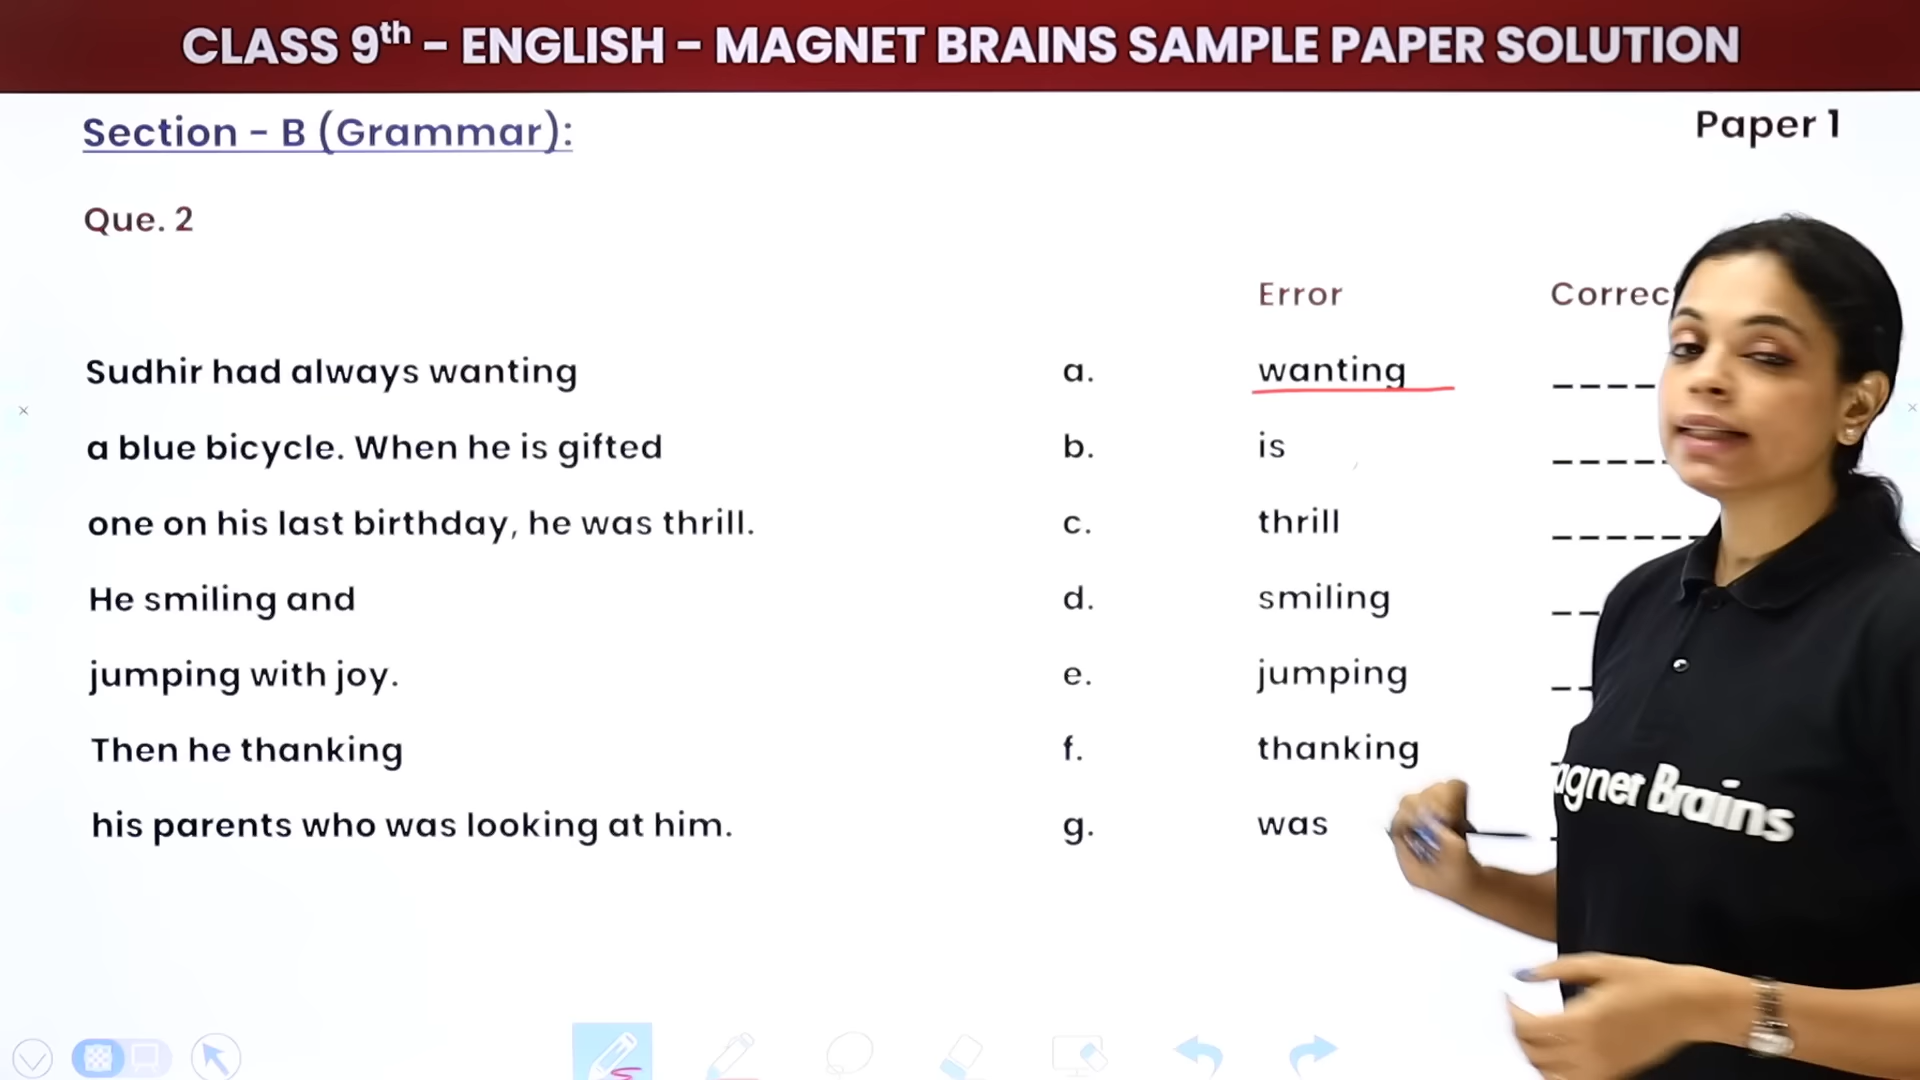 CLASS 9th – ENGLISH – MAGNET BRAINS SAMPLE PAPER SOLUTION
Section - B (Grammar):
Paper 1
Que. 2
Error
Sudhir had always wanting a. wanting
a blue bicycle. When he is gifted b. is
one on his last birthday, he was thrill. c. thrill
He smiling and d. smiling
jumping with joy. e. jumping
Then he thanking f. thanking
his parents who was looking at him. g. was
Brains